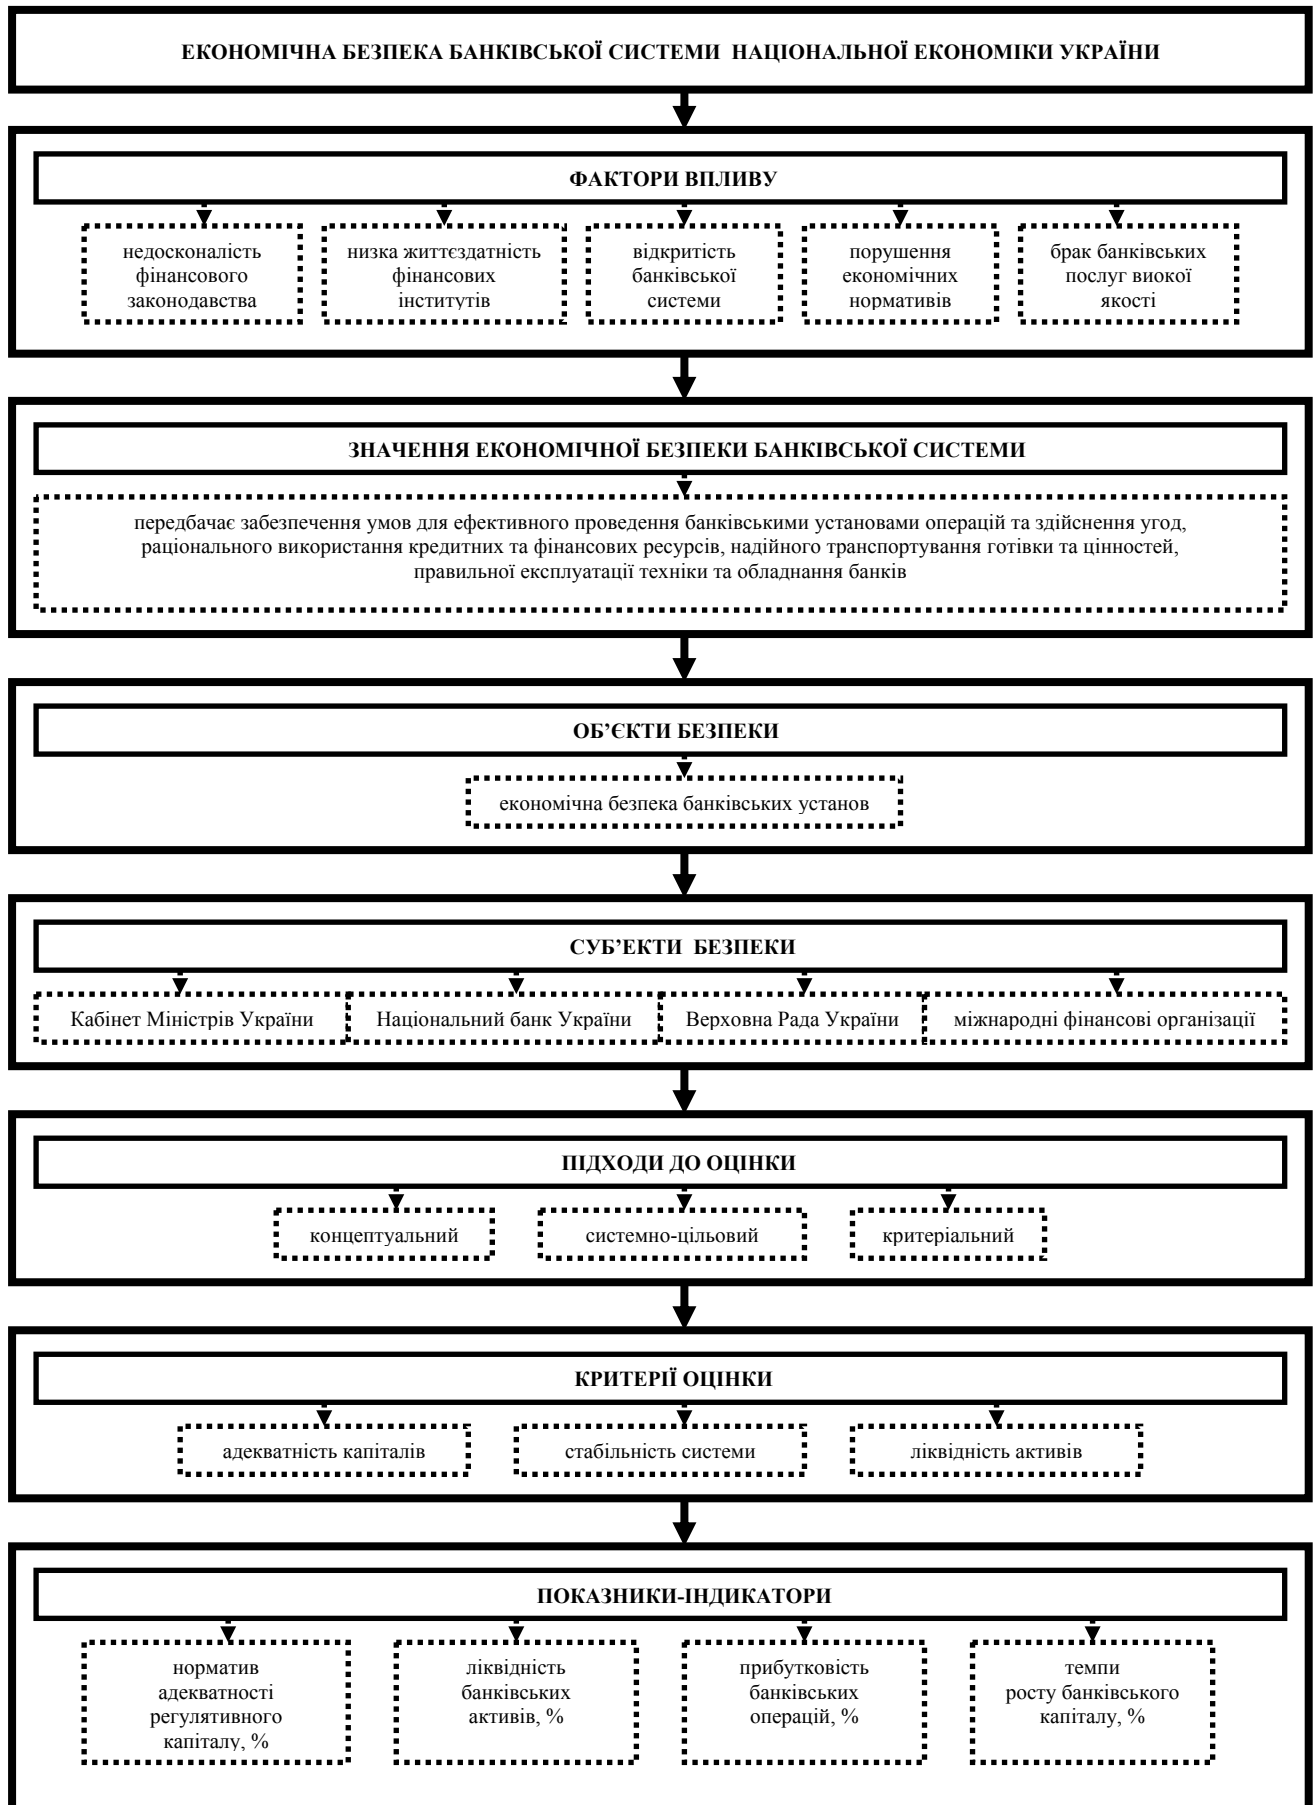 ЕКОНОМІЧНА БЕЗПЕКА БАНКІВСЬКОЇ СИСТЕМИ НАЦІОНАЛЬНОЇ ЕКОНОМІКИ УКРАЇНИ
ФАКТОРИ ВПЛИВУ
недосконалість
фінансового
законодавства
низка життєздатність
фінансових
інститутів
відкритість
банківської
системи
порушення
економічних
нормативів
брак банківських
послуг виокої
якості
ЗНАЧЕННЯ ЕКОНОМІЧНОЇ БЕЗПЕКИ БАНКІВСЬКОЇ СИСТЕМИ
передбачає забезпечення умов для ефективного проведення банківськими установами операцій та здійснення угод,
раціонального використання кредитних та фінансових ресурсів, надійного транспортування готівки та цінностей,
правильної експлуатації техніки та обладнання банків
ОБ’ЄКТИ БЕЗПЕКИ
економічна безпека банківських установ
СУБ’ЕКТИ БЕЗПЕКИ
Кабінет Міністрів України
Національний банк України
Верховна Рада України
міжнародні фінансові організації
ПІДХОДИ ДО ОЦІНКИ
концептуальний
системно-цільовий
критеріальний
КРИТЕРІЇ ОЦІНКИ
адекватність капіталів
стабільність системи
ліквідність активів
ПОКАЗНИКИ-ІНДИКАТОРИ
норматив
адекватності
регулятивного
капіталу, %
ліквідність
банківських
активів, %
прибутковість
банківських
операцій, %
темпи
росту банківського
капіталу, %